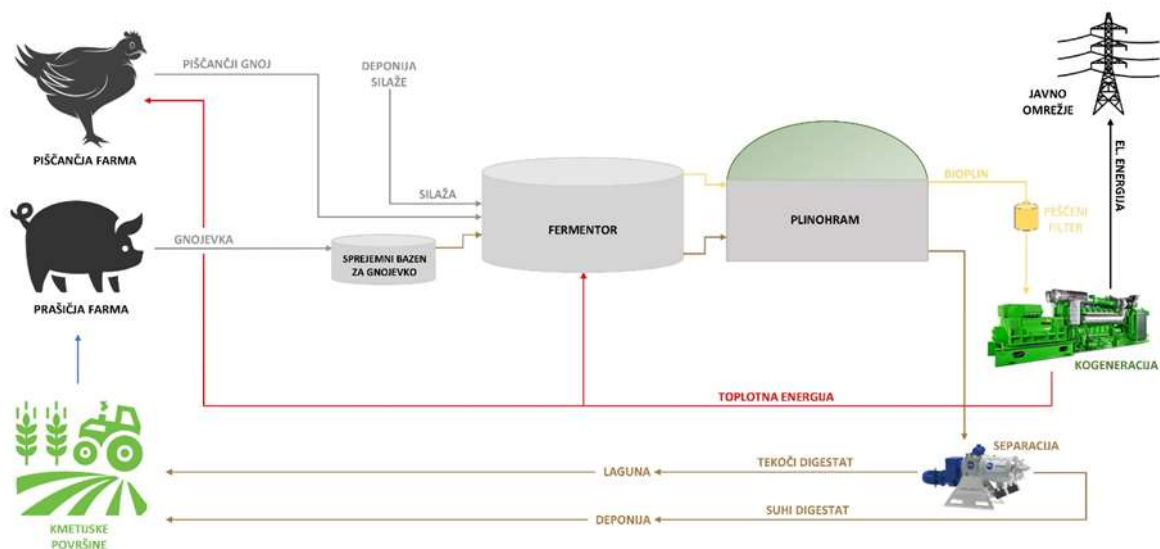 PIŠČANČJI GNOJ
DEPONIJA
SILAŽE
JAVNO
OMREŽJE
PIŠČANČJA FARMA
EL. ENERGIJA
BIOPLIN
SILAŽA
PEŠČENI
FILTER
FERMENTOR
PLINOHRAM
GNOJEVKA
SPREJEMNI BAZEN
ZA GNOJEVKO
PRAŠIČJA FARMA
KOGENERACIJA
TOPLOTNA ENERGIJA
SEPARACIJA
LAGUNA
TEKOČI DIGESTAT
DEPONIJA
SUHI DIGESTAT
KMETIJSKE
POVRŠINE